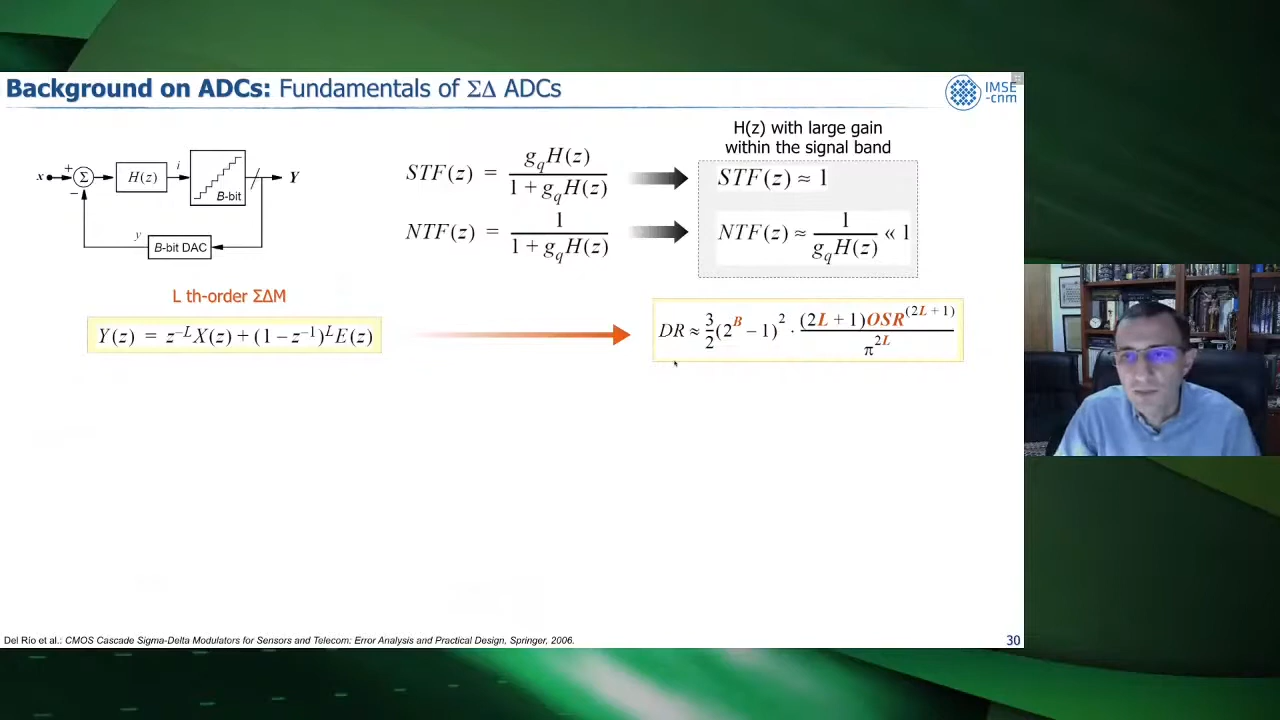 Background on ADCs: Fundamentals of ΣΔ ADCs
IMSE
-cnm
x
+
Σ
−
H(z)
i
B-bit
Y
y
B-bit DAC
STF(z) = g_q H(z) / (1 + g_q H(z))
NTF(z) = 1 / (1 + g_q H(z))
H(z) with large gain
within the signal band
STF(z) ≈ 1
NTF(z) ≈ 1 / (g_q H(z)) « 1
L th-order ΣΔM
Y(z) = z^{-L}X(z) + (1 − z^{-1})^L E(z)
DR ≈ 3/2 (2^B − 1)^2 · (2L + 1)OSR^{(2L + 1)} / π^{2L}
Del Río et al.: CMOS Cascade Sigma-Delta Modulators for Sensors and Telecom: Error Analysis and Practical Design, Springer, 2006.
30